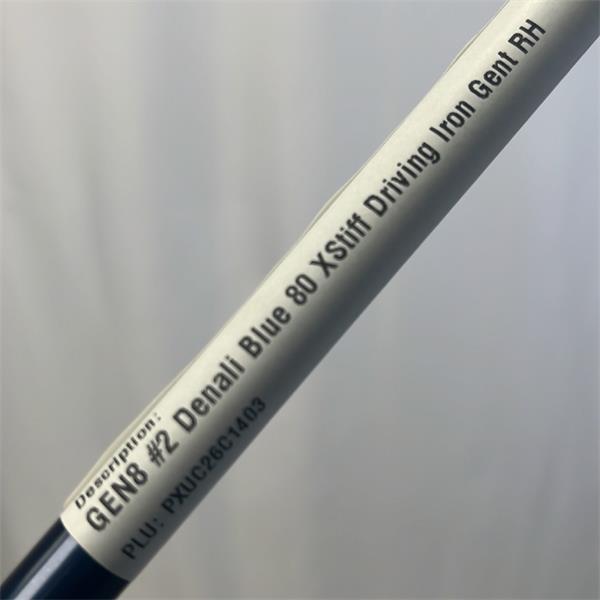 Description:
GEN8 #2 Denali Blue 80 XStiff Driving Iron Gent RH
PLU: PXUC26C1403